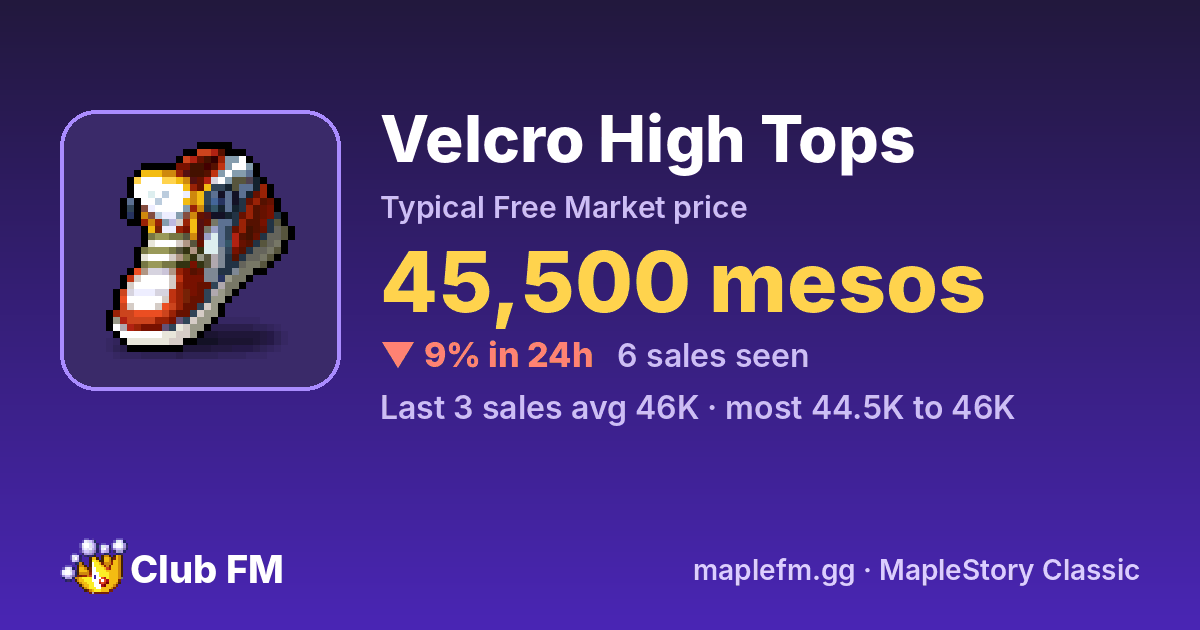 Velcro High Tops
Typical Free Market price
45,500 mesos
▼ 9% in 24h 6 sales seen
Last 3 sales avg 46K · most 44.5K to 46K
Club FM
maplefm.gg · MapleStory Classic